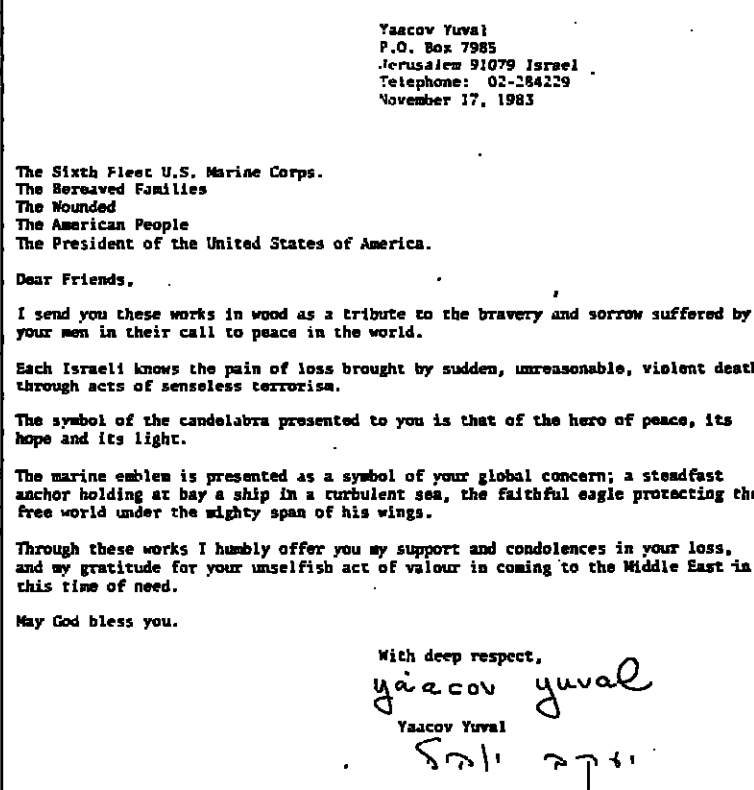 Yaacov Yuval
P.O. Box 7985
Jerusalem 91079 Israel
Telephone: 02-284229
November 17, 1983
The Sixth Fleet U.S. Marine Corps.
The Bereaved Families
The Wounded
The American People
The President of the United States of America.
Dear Friends,
I send you these works in wood as a tribute to the bravery and sorrow suffered by
your men in their call to peace in the world.
Each Israeli knows the pain of loss brought by sudden, unreasonable, violent death
through acts of senseless terrorism.
The symbol of the candelabra presented to you is that of the hero of peace, its
hope and its light.
The marine emblem is presented as a symbol of your global concern; a steadfast
anchor holding at bay a ship in a turbulent sea, the faithful eagle protecting the
free world under the mighty span of his wings.
Through these works I humbly offer you my support and condolences in your loss,
and my gratitude for your unselfish act of valour in coming to the Middle East in
this time of need.
May God bless you.
With deep respect,
yaacov yuval
Yaacov Yuval
יעקב יובל